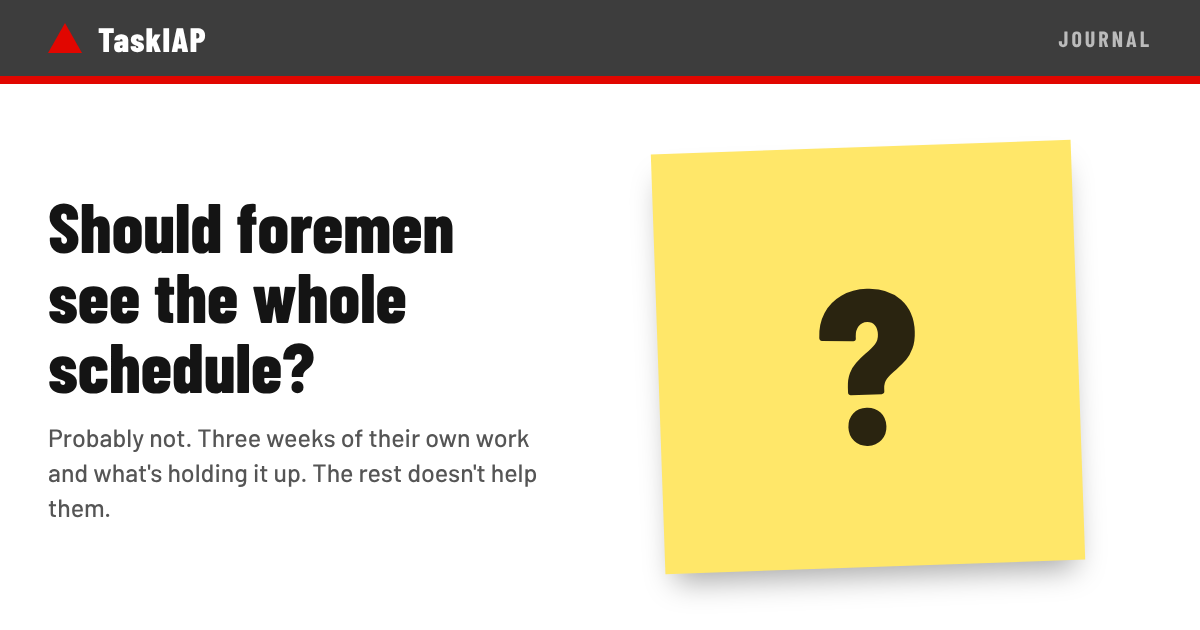 TaskIAP
JOURNAL
Should foremen
see the whole
schedule?
Probably not. Three weeks of their own work
and what's holding it up. The rest doesn't help
them.
?